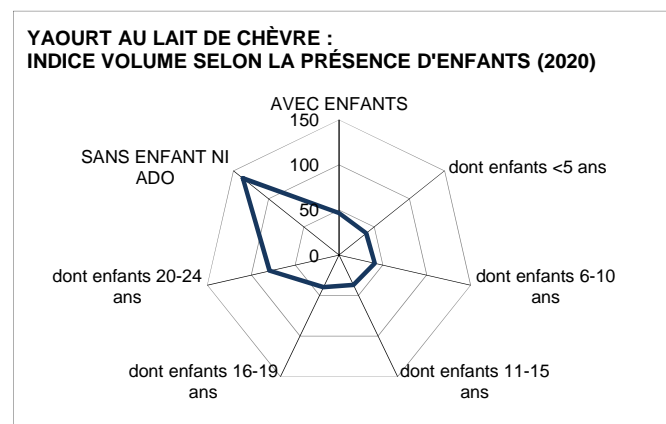 YAOURT AU LAIT DE CHÈVRE :
INDICE VOLUME SELON LA PRÉSENCE D'ENFANTS (2020)
AVEC ENFANTS
150
100
50
0
dont enfants <5 ans
dont enfants 6-10
ans
dont enfants 11-15
ans
dont enfants 16-19
ans
dont enfants 20-24
ans
SANS ENFANT NI
ADO